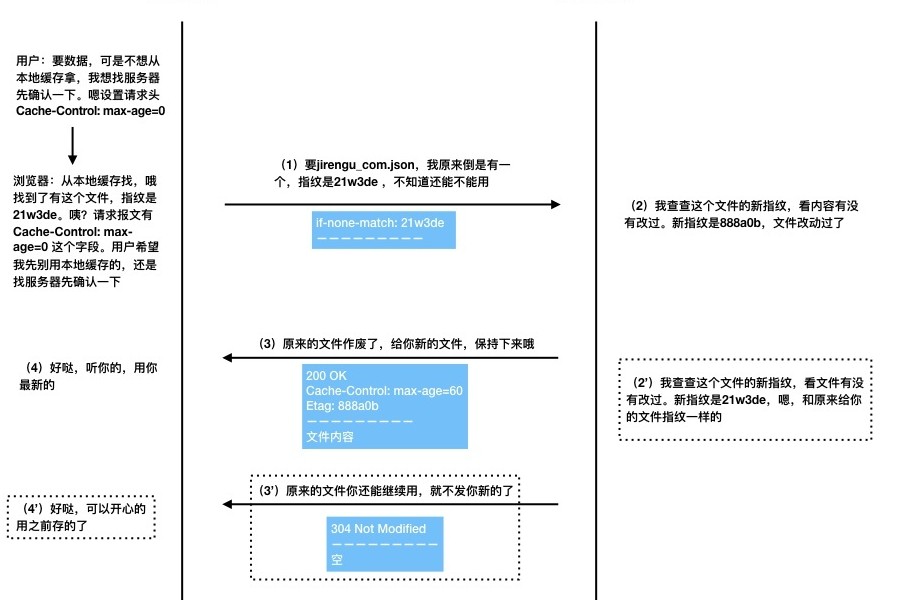 用户：要数据，可是不想从
本地缓存拿，我想找服务器
先确认一下。嗯设置请求头
Cache-Control: max-age=0
浏览器：从本地缓存找，哦
找到了有这个文件，指纹是
21w3de。咦？请求报文有
Cache-Control: max-
age=0 这个字段。用户希望
我先别用本地缓存的，还是
找服务器先确认一下
（1）要jirengu_com.json，我原来倒是有一
个，指纹是21w3de ，不知道还能不能用
if-none-match: 21w3de
（2）我查查这个文件的新指纹，看内容有没
有改过。新指纹是888a0b，文件改动过了
（3）原来的文件作废了，给你新的文件，保持下来哦
200 OK
Cache-Control: max-age=60
Etag: 888a0b
文件内容
（4）好哒，听你的，用你
最新的
（2’）我查查这个文件的新指纹，看文件有没
有改过。新指纹是21w3de，嗯，和原来给你
的文件指纹一样的
（3’）原来的文件你还能继续用，就不发你新的了
304 Not Modified
空
（4’）好哒，可以开心的
用之前存的了